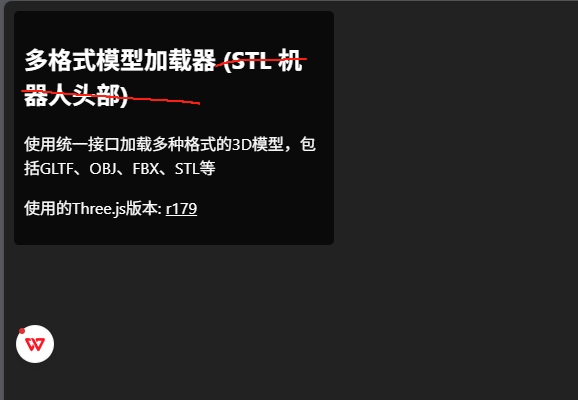 多格式模型加载器 (STL 机
器人头部)
使用统一接口加载多种格式的3D模型，包
括GLTF、OBJ、FBX、STL等
使用的Three.js版本: r179